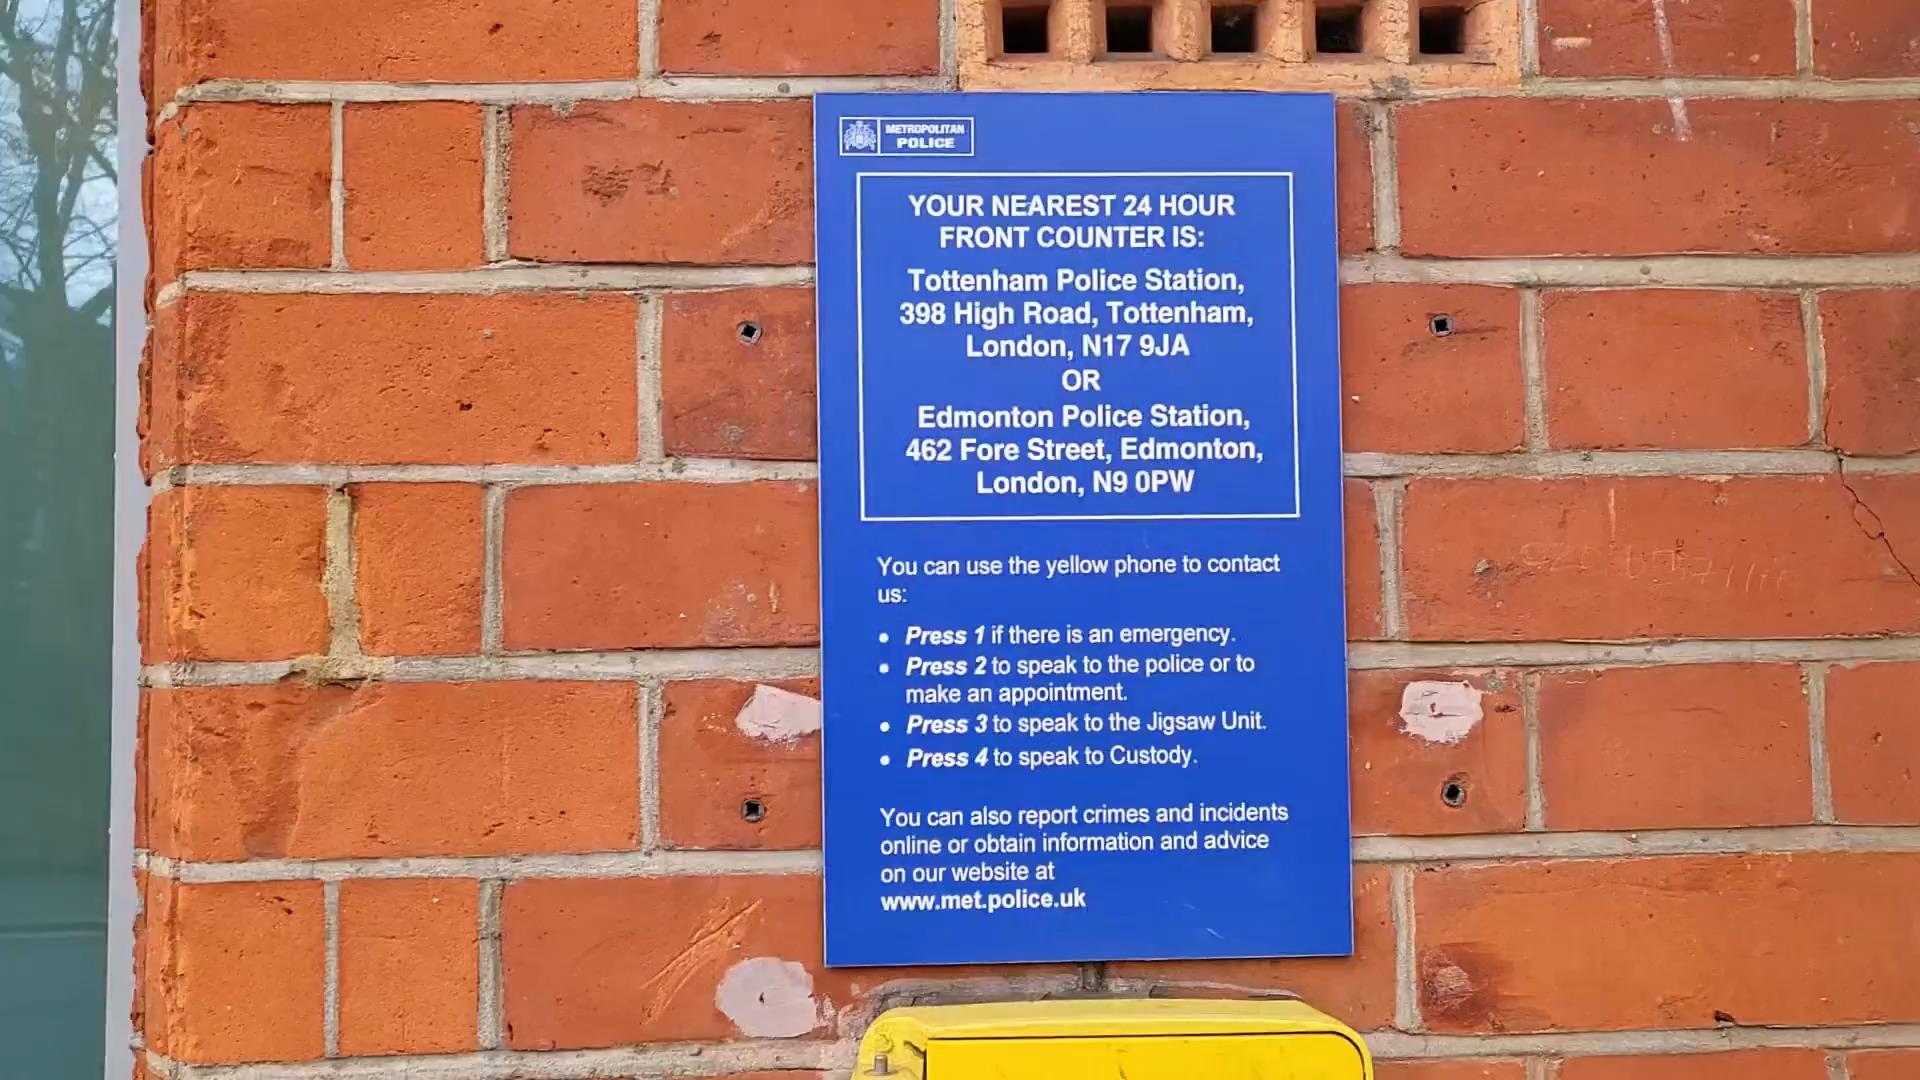 METROPOLITAN
POLICE
YOUR NEAREST 24 HOUR
FRONT COUNTER IS:
Tottenham Police Station,
398 High Road, Tottenham,
London, N17 9JA
OR
Edmonton Police Station,
462 Fore Street, Edmonton,
London, N9 0PW
You can use the yellow phone to contact
us:
• Press 1 if there is an emergency.
• Press 2 to speak to the police or to
make an appointment.
• Press 3 to speak to the Jigsaw Unit.
• Press 4 to speak to Custody.
You can also report crimes and incidents
online or obtain information and advice
on our website at
www.met.police.uk